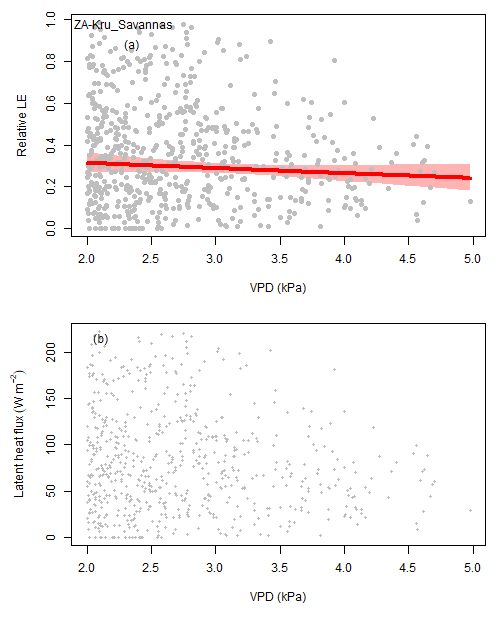 ZA-Kru_Savannas
(a)
Relative LE
0.0 0.2 0.4 0.6 0.8 1.0
2.0 2.5 3.0 3.5 4.0 4.5 5.0
VPD (kPa)
(b)
Latent heat flux (W m⁻²)
0 50 100 150 200
2.0 2.5 3.0 3.5 4.0 4.5 5.0
VPD (kPa)